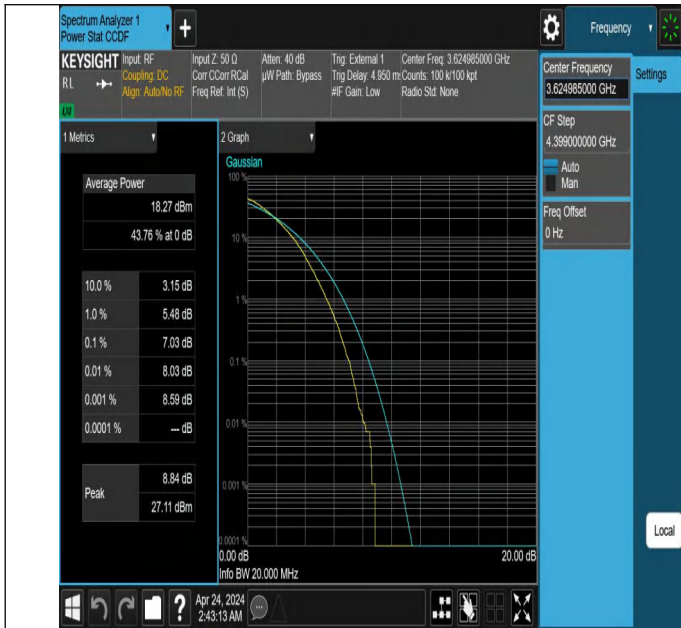 Spectrum Analyzer 1
Power Stat CCDF
+
Frequency
KEYSIGHT
RL
LXI
Input: RF
Coupling: DC
Align: Auto/No RF
Input Z: 50 Ω
Corr CCorr RCal
Freq Ref: Int (S)
Atten: 40 dB
µW Path: Bypass
Trig: External 1
Trig Delay: 4.950 m
#IF Gain: Low
Center Freq: 3.624985000 GHz
Counts: 100 k/100 kpt
Radio Std: None
Center Frequency
3.624985000 GHz
Settings
CF Step
4.399000000 GHz
Auto
Man
Freq Offset
0 Hz
Local
1 Metrics
Average Power
18.27 dBm
43.76 % at 0 dB
10.0 % 3.15 dB
1.0 % 5.48 dB
0.1 % 7.03 dB
0.01 % 8.03 dB
0.001 % 8.59 dB
0.0001 % --- dB
Peak
8.84 dB
27.11 dBm
2 Graph
Gaussian
100 %
10 %
1 %
0.1 %
0.01 %
0.001 %
0.0001 %
0.00 dB
20.00 dB
Info BW 20.000 MHz
?
Apr 24, 2024
2:43:13 AM